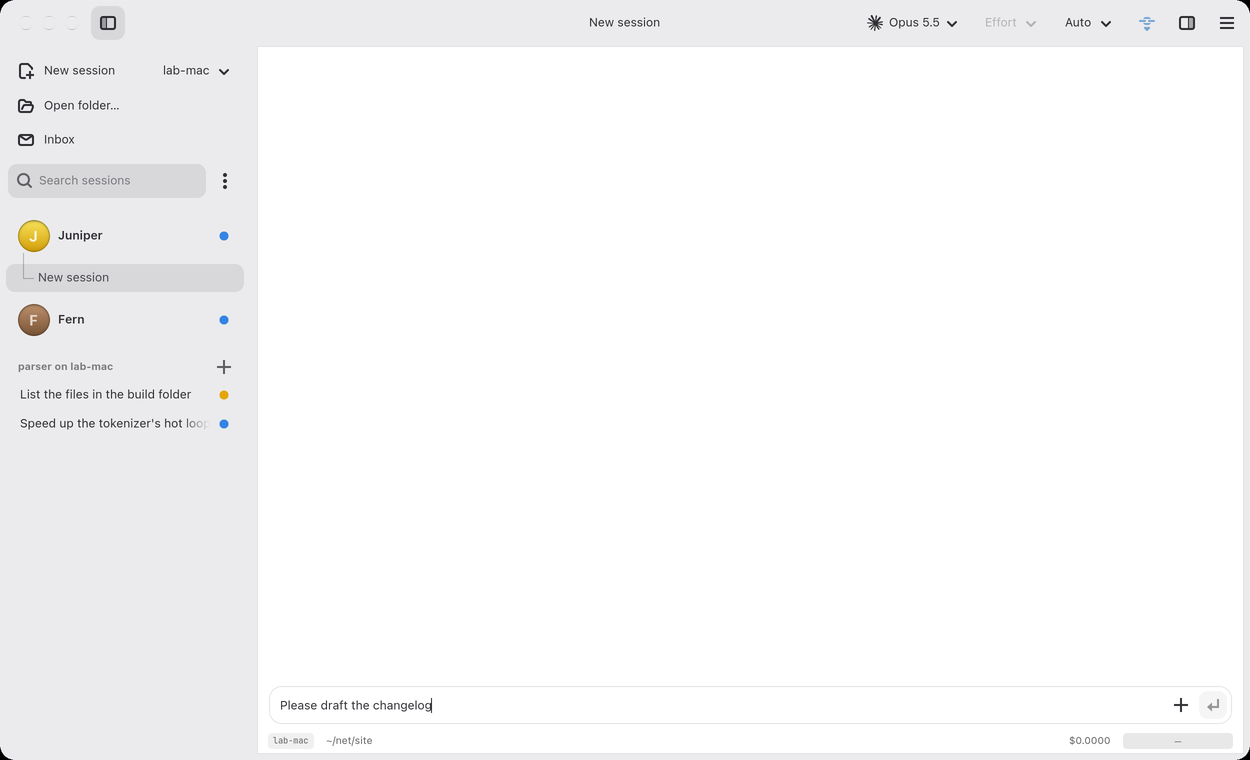 New session
Opus 5.5
Effort
Auto
New session
lab-mac
Open folder...
Inbox
Search sessions
J
Juniper
New session
F
Fern
parser on lab-mac
List the files in the build folder
Speed up the tokenizer's hot loop
Please draft the changelog
lab-mac
~/net/site
$0.0000
—